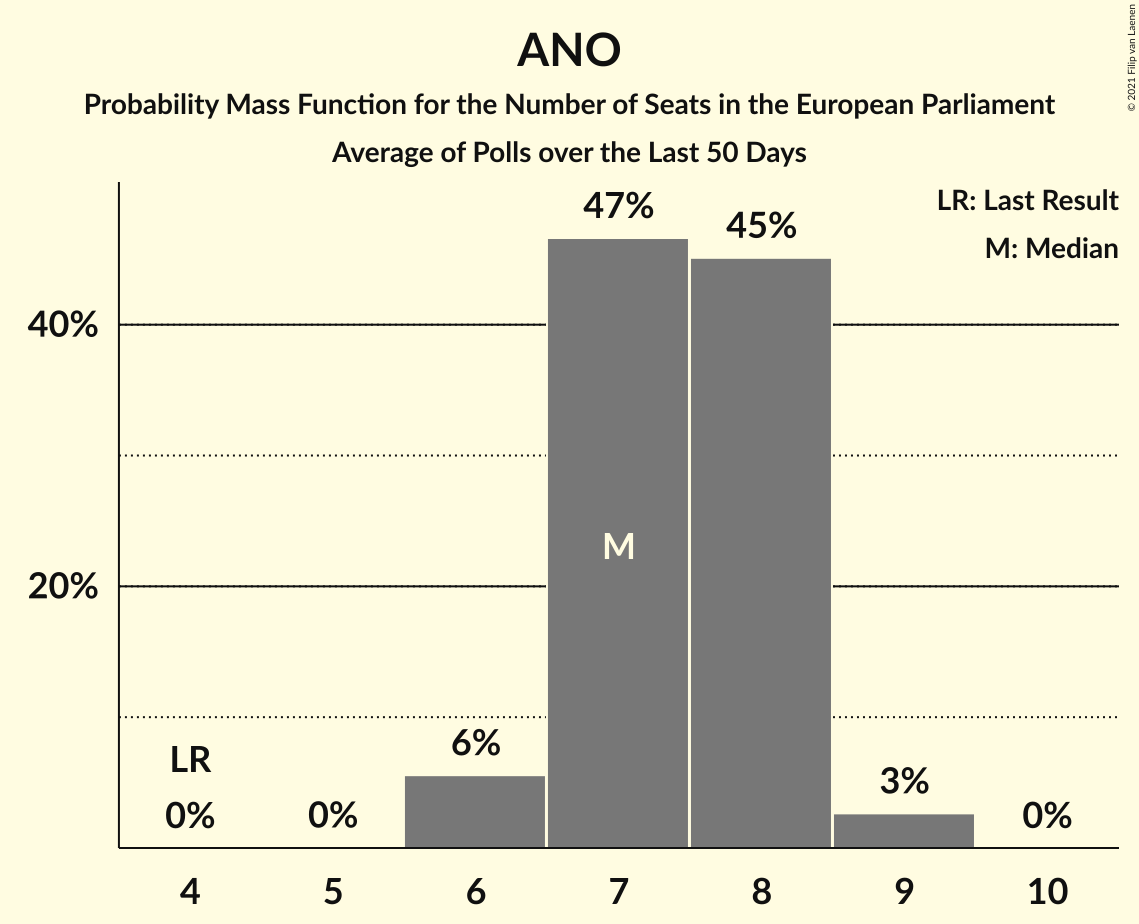 ANO
Probability Mass Function for the Number of Seats in the European Parliament
Average of Polls over the Last 50 Days
© 2021 Filip van Laenen
LR: Last Result
M: Median
47%
45%
40%
M
20%
6%
LR
3%
0%
0%
0%
4
5
6
7
8
9
10